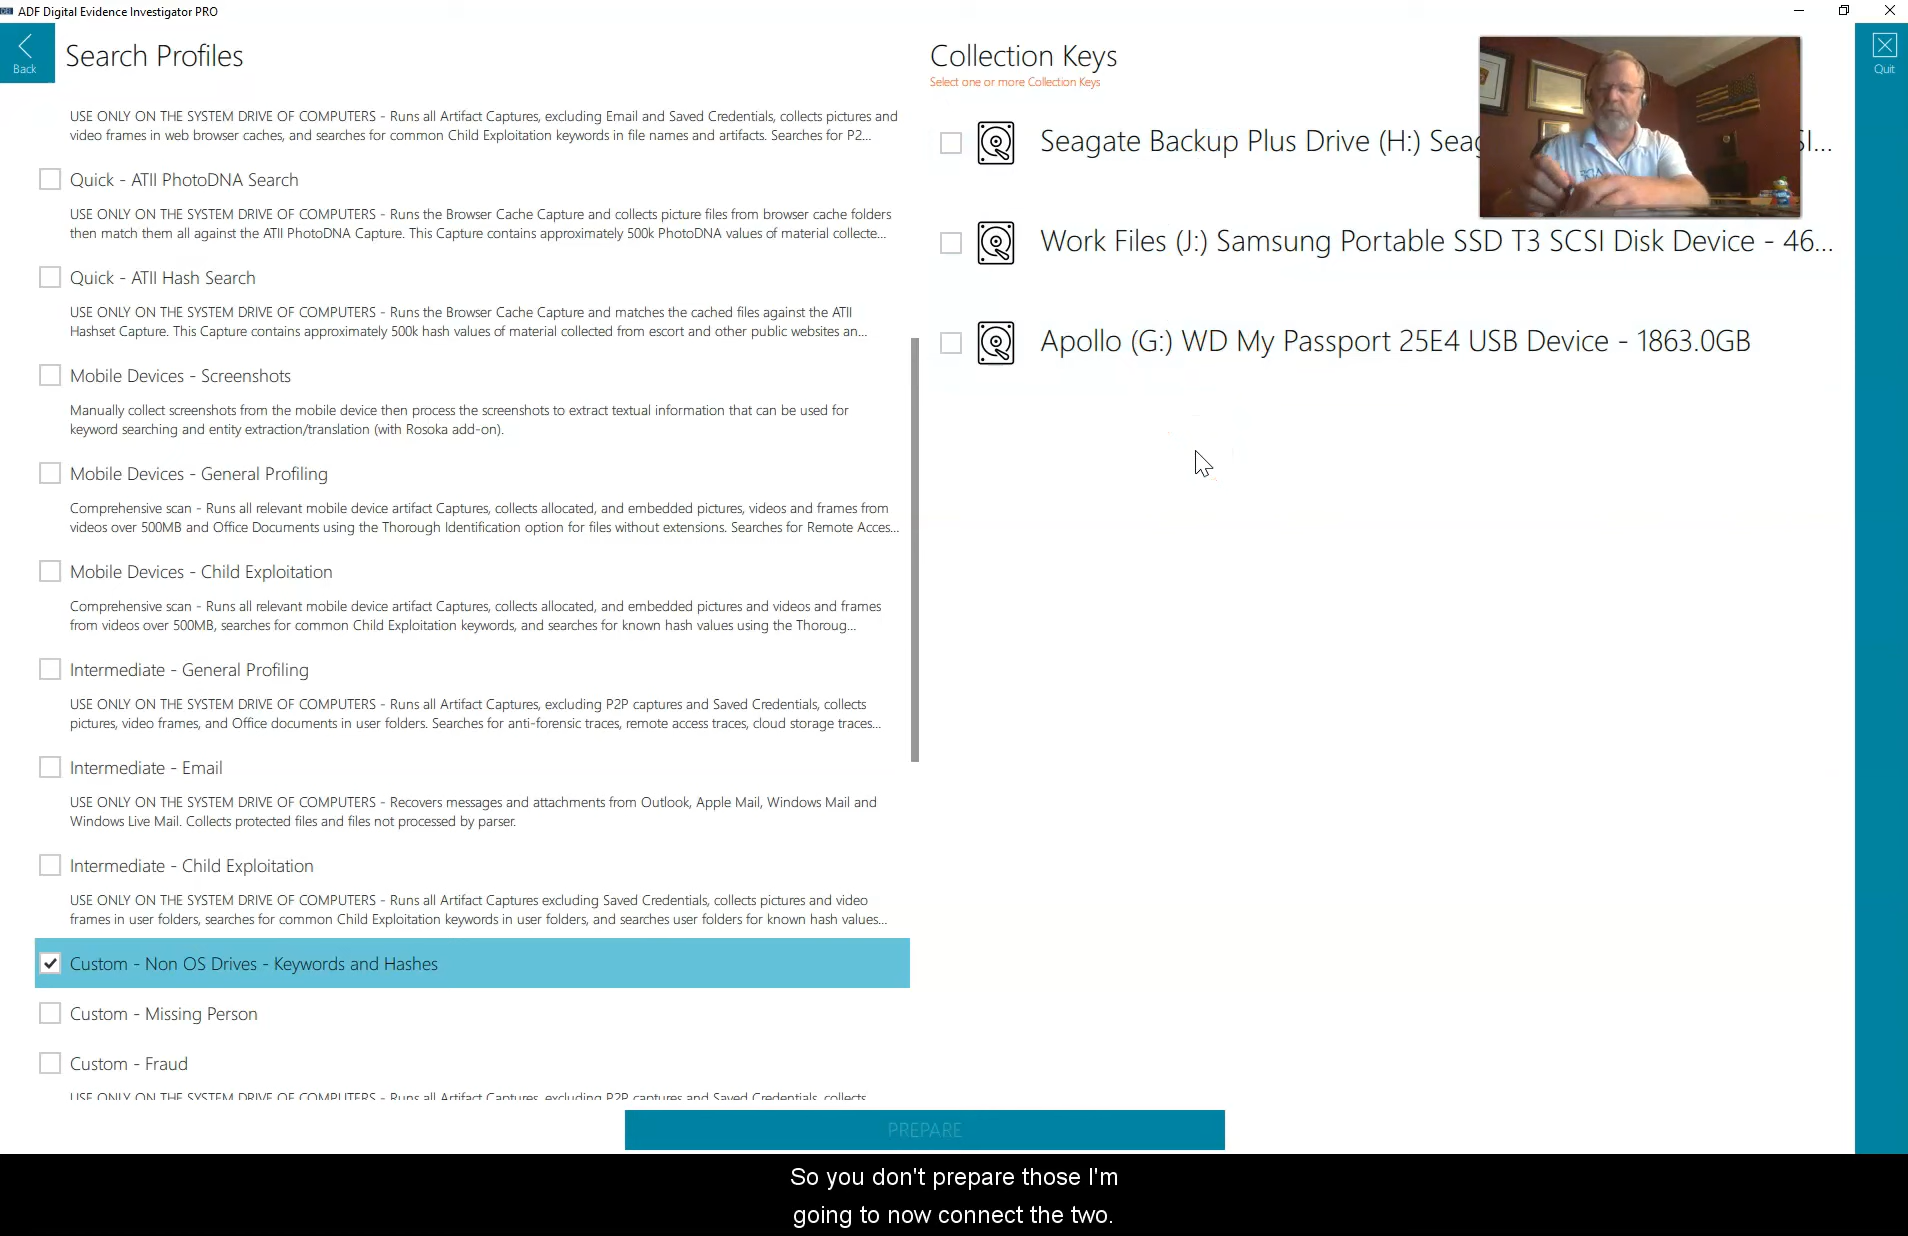 ADF Digital Evidence Investigator PRO
Back
Search Profiles
USE ONLY ON THE SYSTEM DRIVE OF COMPUTERS - Runs all Artifact Captures, excluding Email and Saved Credentials, collects pictures and
video frames in web browser caches, and searches for common Child Exploitation keywords in file names and artifacts. Searches for P2...
Quick - ATII PhotoDNA Search
USE ONLY ON THE SYSTEM DRIVE OF COMPUTERS - Runs the Browser Cache Capture and collects picture files from browser cache folders
then match them all against the ATII PhotoDNA Capture. This Capture contains approximately 500k PhotoDNA values of material collecte...
Quick - ATII Hash Search
USE ONLY ON THE SYSTEM DRIVE OF COMPUTERS - Runs the Browser Cache Capture and matches the cached files against the ATII
Hashset Capture. This Capture contains approximately 500k hash values of material collected from escort and other public websites an...
Mobile Devices - Screenshots
Manually collect screenshots from the mobile device then process the screenshots to extract textual information that can be used for
keyword searching and entity extraction/translation (with Rosoka add-on).
Mobile Devices - General Profiling
Comprehensive scan - Runs all relevant mobile device artifact Captures, collects allocated, and embedded pictures, videos and frames from
videos over 500MB and Office Documents using the Thorough Identification option for files without extensions. Searches for Remote Acces...
Mobile Devices - Child Exploitation
Comprehensive scan - Runs all relevant mobile device artifact Captures, collects allocated, and embedded pictures and videos and frames
from videos over 500MB, searches for common Child Exploitation keywords, and searches for known hash values using the Thoroug...
Intermediate - General Profiling
USE ONLY ON THE SYSTEM DRIVE OF COMPUTERS - Runs all Artifact Captures, excluding P2P captures and Saved Credentials, collects
pictures, video frames, and Office documents in user folders. Searches for anti-forensic traces, remote access traces, cloud storage traces...
Intermediate - Email
USE ONLY ON THE SYSTEM DRIVE OF COMPUTERS - Recovers messages and attachments from Outlook, Apple Mail, Windows Mail and
Windows Live Mail. Collects protected files and files not processed by parser.
Intermediate - Child Exploitation
USE ONLY ON THE SYSTEM DRIVE OF COMPUTERS - Runs all Artifact Captures excluding Saved Credentials, collects pictures and video
frames in user folders, searches for common Child Exploitation keywords in user folders, and searches user folders for known hash values...
Custom - Non OS Drives - Keywords and Hashes
Custom - Missing Person
Custom - Fraud
USE ONLY ON THE SYSTEM DRIVE OF COMPUTERS - Runs all Artifact Captures, excluding P2P captures and Saved Credentials, collects
Collection Keys
Select one or more Collection Keys
Seagate Backup Plus Drive (H:)
Work Files (J:) Samsung Portable SSD T3 SCSI Disk Device - 46...
Apollo (G:) WD My Passport 25E4 USB Device - 1863.0GB
Quit
PREPARE
So you don't prepare those I'm
going to now connect the two.